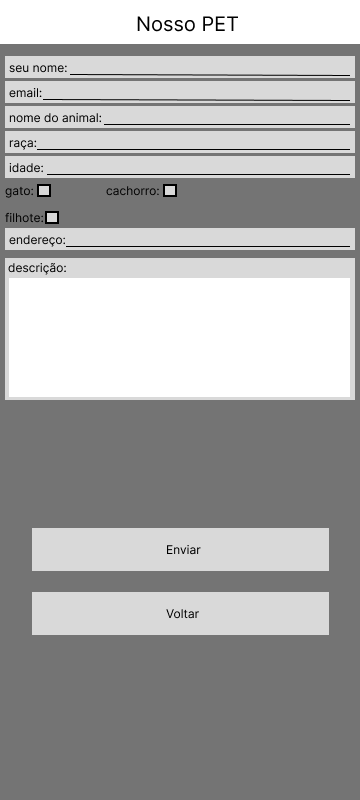 Nosso PET
seu nome:
email:
nome do animal:
raça:
idade:
gato: cachorro:
filhote:
endereço:
descrição:
Enviar
Voltar